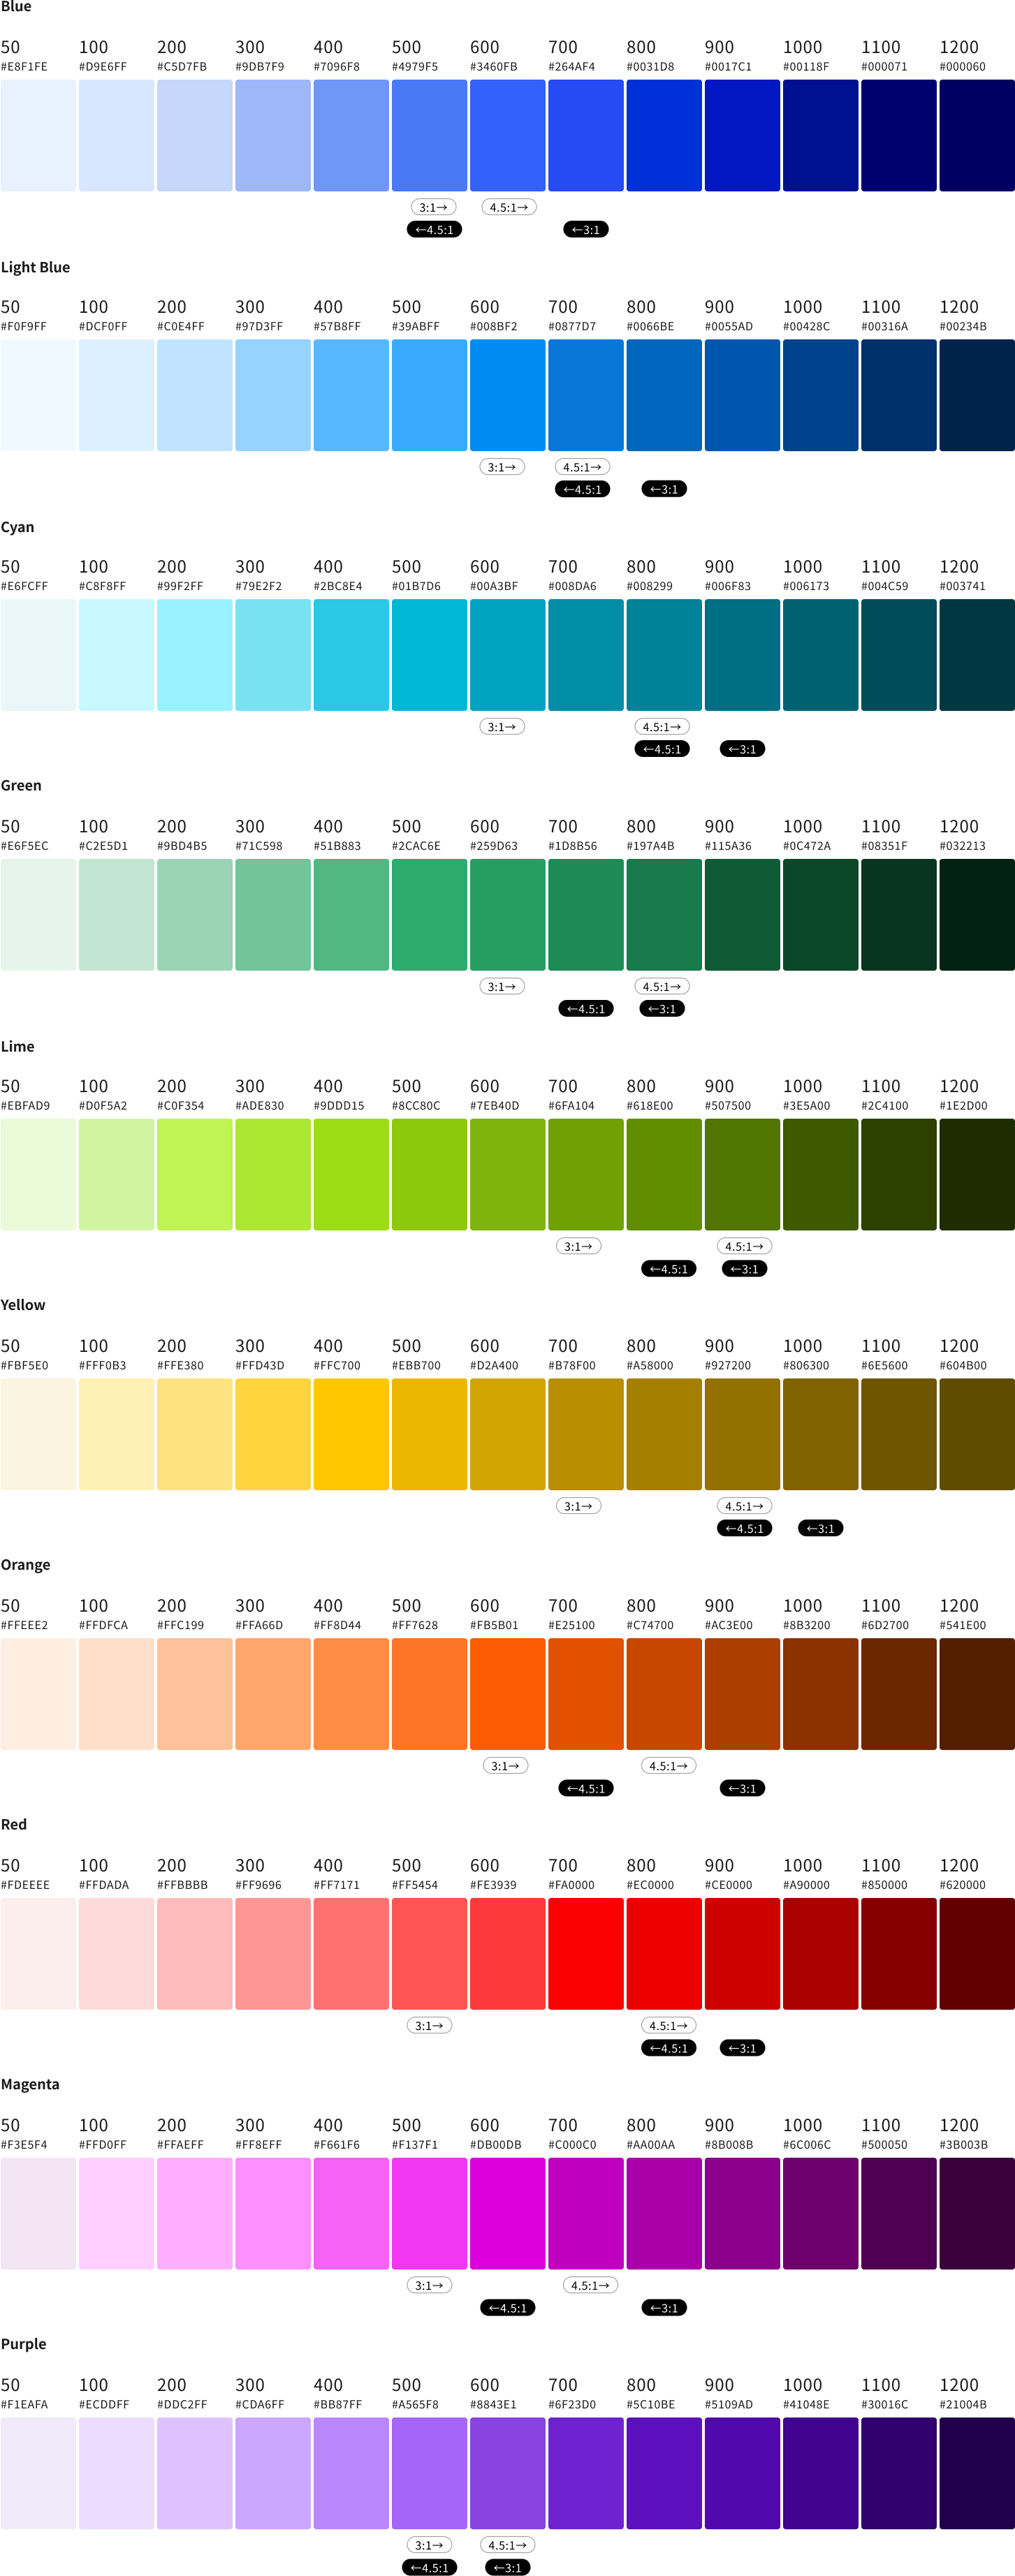 Blue
50 100 200 300 400 500 600 700 800 900 1000 1100 1200
#E8F1FE #D9E6FF #C5D7FB #9DB7F9 #7096F8 #4979F5 #3460FB #264AF4 #0031D8 #0017C1 #00118F #000071 #000060
3:1→ 4.5:1→
←4.5:1 ←3:1
Light Blue
50 100 200 300 400 500 600 700 800 900 1000 1100 1200
#F0F9FF #DCF0FF #C0E4FF #97D3FF #57B8FF #39ABFF #008BF2 #0877D7 #0066BE #0055AD #00428C #00316A #00234B
3:1→ 4.5:1→
←4.5:1 ←3:1
Cyan
50 100 200 300 400 500 600 700 800 900 1000 1100 1200
#E6FCFF #C8F8FF #99F2FF #79E2F2 #2BC8E4 #01B7D6 #00A3BF #008DA6 #008299 #006F83 #006173 #004C59 #003741
3:1→ 4.5:1→
←4.5:1 ←3:1
Green
50 100 200 300 400 500 600 700 800 900 1000 1100 1200
#E6F5EC #C2E5D1 #9BD4B5 #71C598 #51B883 #2CAC6E #259D63 #1D8B56 #197A4B #115A36 #0C472A #08351F #032213
3:1→ 4.5:1→
←4.5:1 ←3:1
Lime
50 100 200 300 400 500 600 700 800 900 1000 1100 1200
#EBFAD9 #D0F5A2 #C0F354 #ADE830 #9DDD15 #8CC80C #7EB40D #6FA104 #618E00 #507500 #3E5A00 #2C4100 #1E2D00
3:1→ 4.5:1→
←4.5:1 ←3:1
Yellow
50 100 200 300 400 500 600 700 800 900 1000 1100 1200
#FBF5E0 #FFF0B3 #FFE380 #FFD43D #FFC700 #EBB700 #D2A400 #B78F00 #A58000 #927200 #806300 #6E5600 #604B00
3:1→ 4.5:1→
←4.5:1 ←3:1
Orange
50 100 200 300 400 500 600 700 800 900 1000 1100 1200
#FFEEE2 #FFDFCA #FFC199 #FFA66D #FF8D44 #FF7628 #FB5B01 #E25100 #C74700 #AC3E00 #8B3200 #6D2700 #541E00
3:1→ 4.5:1→
←4.5:1 ←3:1
Red
50 100 200 300 400 500 600 700 800 900 1000 1100 1200
#FDEEEE #FFDADA #FFBBBB #FF9696 #FF7171 #FF5454 #FE3939 #FA0000 #EC0000 #CE0000 #A90000 #850000 #620000
3:1→ 4.5:1→
←4.5:1 ←3:1
Magenta
50 100 200 300 400 500 600 700 800 900 1000 1100 1200
#F3E5F4 #FFD0FF #FFAEFF #FF8EFF #F661F6 #F137F1 #DB00DB #C000C0 #AA00AA #8B008B #6C006C #500050 #3B003B
3:1→ 4.5:1→
←4.5:1 ←3:1
Purple
50 100 200 300 400 500 600 700 800 900 1000 1100 1200
#F1EAFA #ECDDFF #DDC2FF #CDA6FF #BB87FF #A565F8 #8843E1 #6F23D0 #5C10BE #5109AD #41048E #30016C #21004B
3:1→ 4.5:1→
←4.5:1 ←3:1